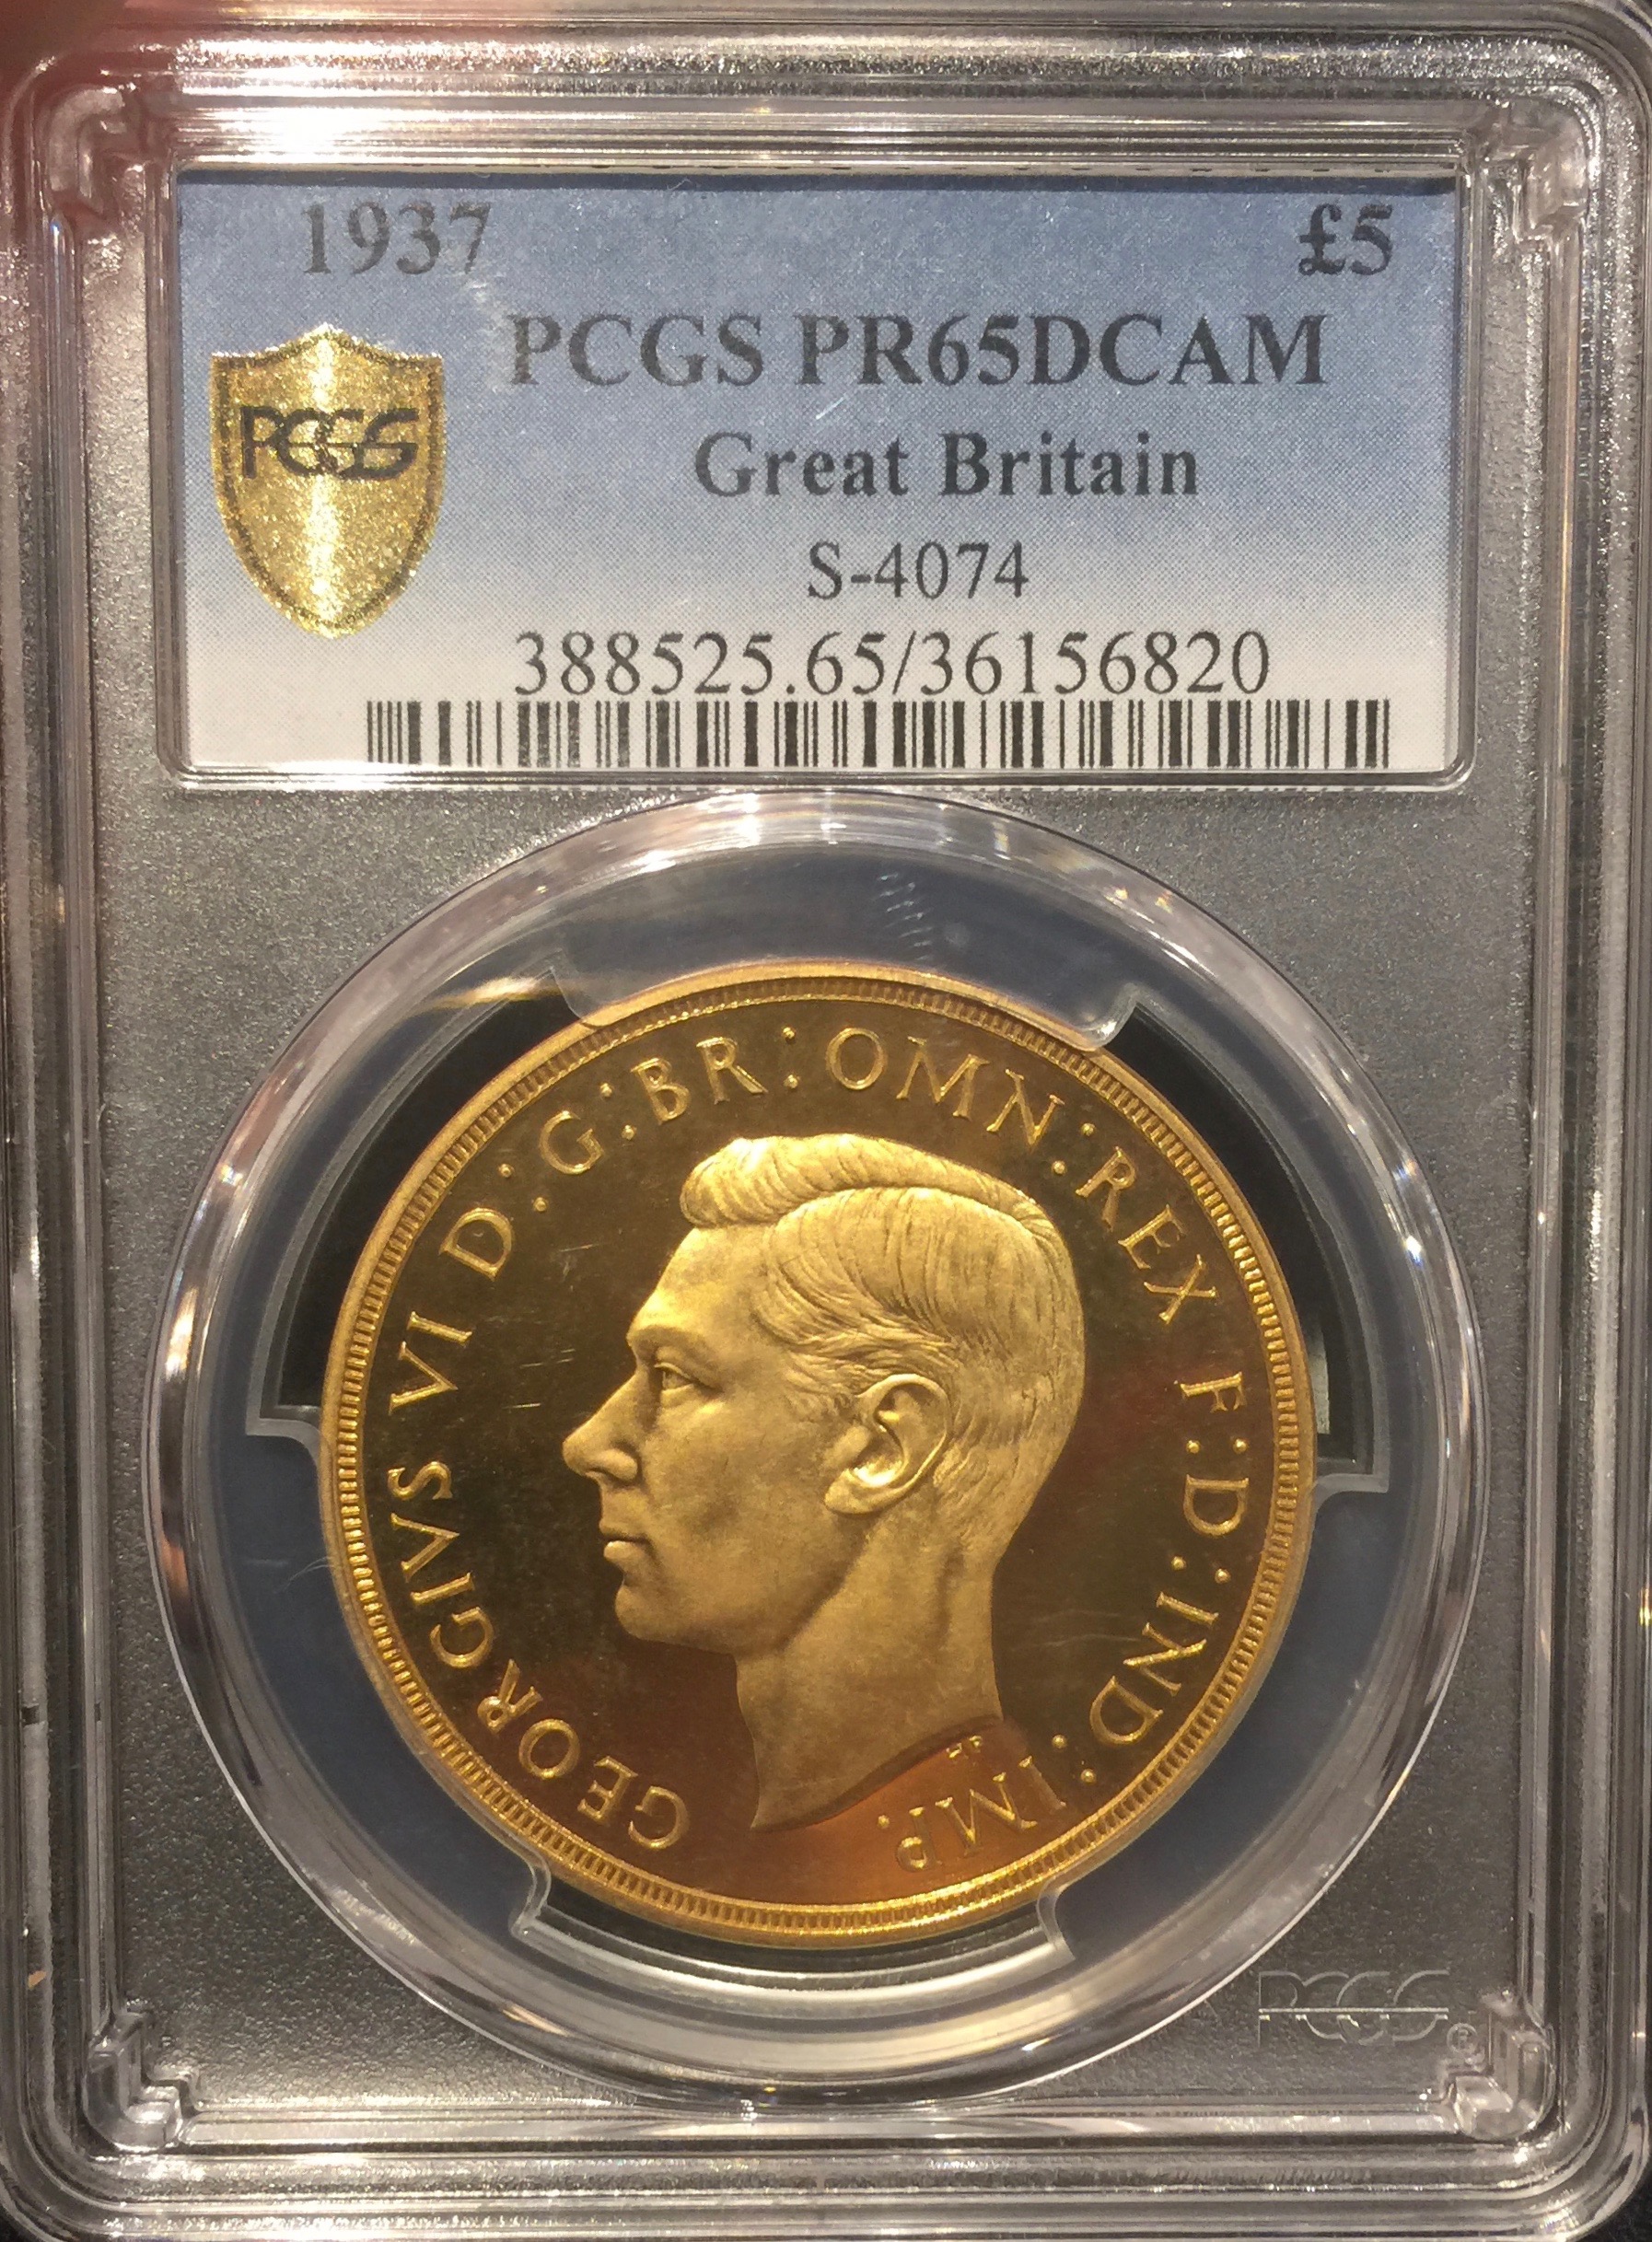 1937 £5
PCGS PR65DCAM
PCGS
Great Britain
S-4074
388525.65/36156820
GEORGIVS VI D:G:BR:OMN:REX F:D:IND:IMP.
HP
PCGS®